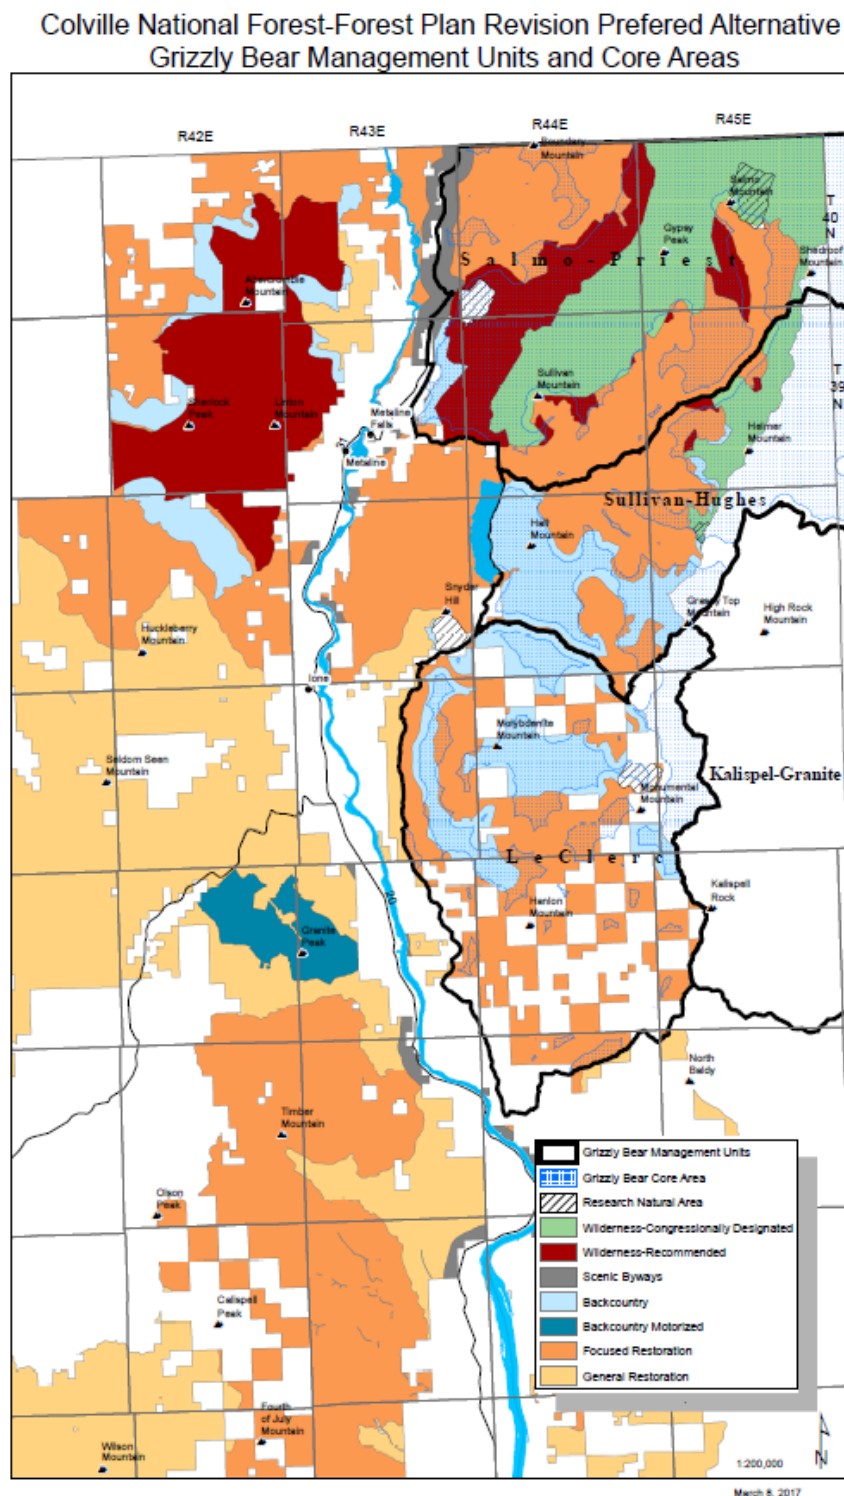 Colville National Forest-Forest Plan Revision Prefered Alternative
Grizzly Bear Management Units and Core Areas
R42E
R43E
R44E
R45E
Boundary
Mountain
Salmo
Mountain
T
40
N
Gypsy
Peak
Shedroof
Mountain
Salmo-Priest
Abercrombie
Mountain
T
39
N
Sullivan
Mountain
Sherlock
Peak
Linton
Mountain
Metaline
Falls
Metaline
31
Helmer
Mountain
Sullivan-Hughes
Hall
Mountain
Snyder
Hill
Grassy Top
Mountain
High Rock
Mountain
Huckleberry
Mountain
Ione
Molybdenite
Mountain
Seldom Seen
Mountain
Kalispel-Granite
Monumental
Mountain
LeClerc
Kalispell
Rock
20
Hanlon
Mountain
Granite
Peak
North
Baldy
Timber
Mountain
Olson
Peak
Calispell
Peak
Fourth
of July
Mountain
Wilson
Mountain
Grizzly Bear Management Units
Grizzly Bear Core Area
Research Natural Area
Wilderness-Congressionally Designated
Wilderness-Recommended
Scenic Byways
Backcountry
Backcountry Motorized
Focused Restoration
General Restoration
N
1:200,000
March 8, 2017